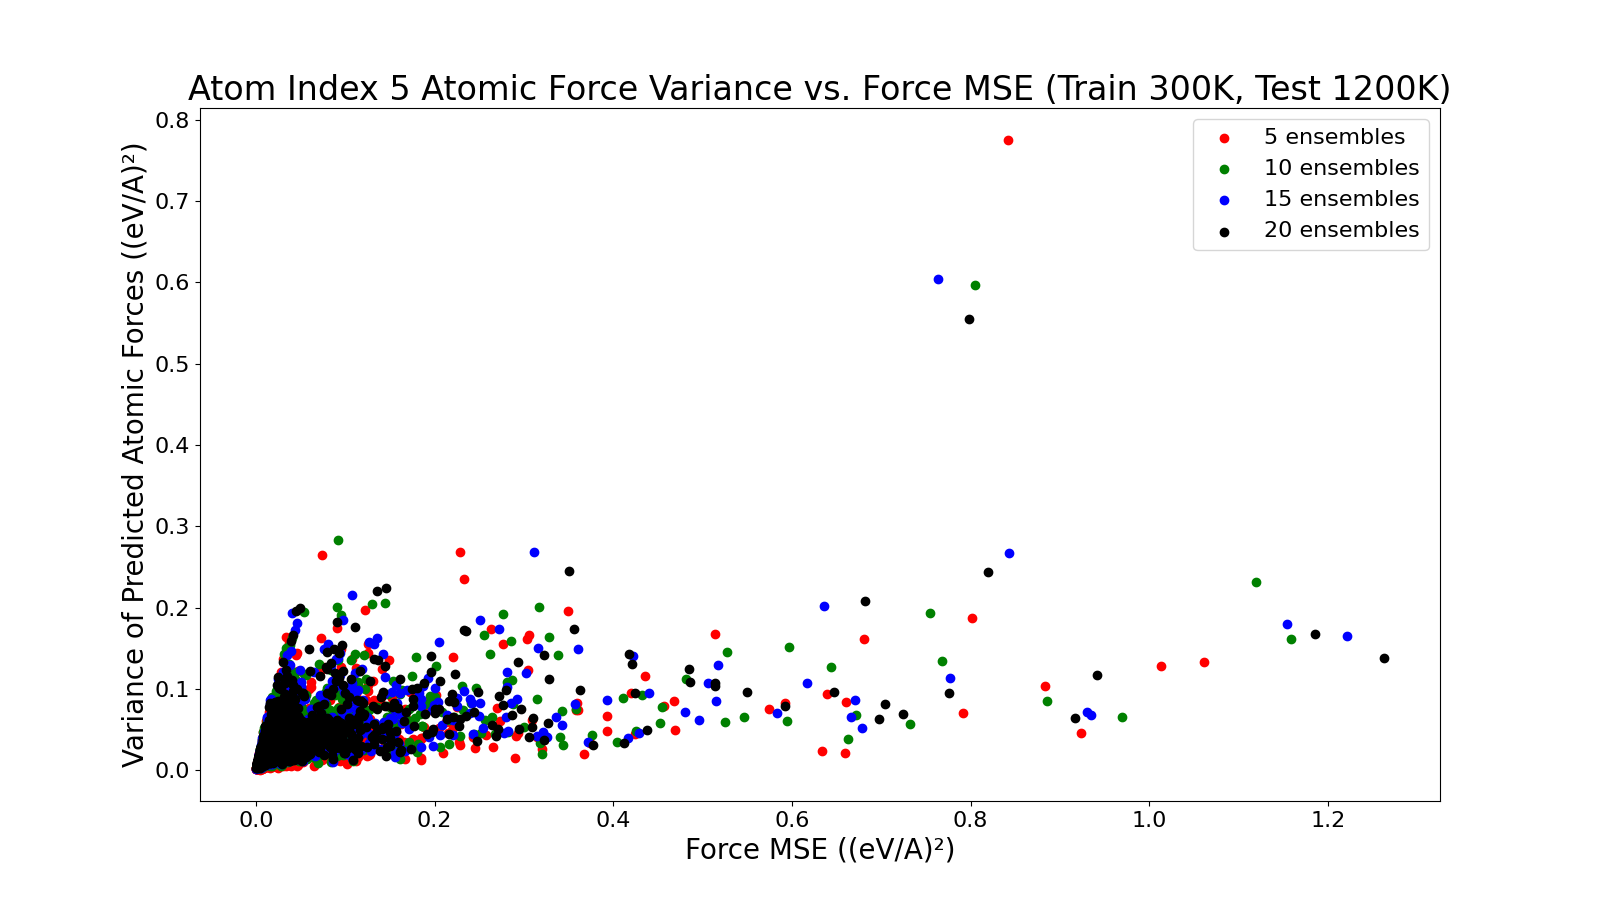 Atom Index 5 Atomic Force Variance vs. Force MSE (Train 300K, Test 1200K)
5 ensembles
10 ensembles
15 ensembles
20 ensembles
Variance of Predicted Atomic Forces ((eV/A)²)
0.8
0.7
0.6
0.5
0.4
0.3
0.2
0.1
0.0
0.0 0.2 0.4 0.6 0.8 1.0 1.2
Force MSE ((eV/A)²)